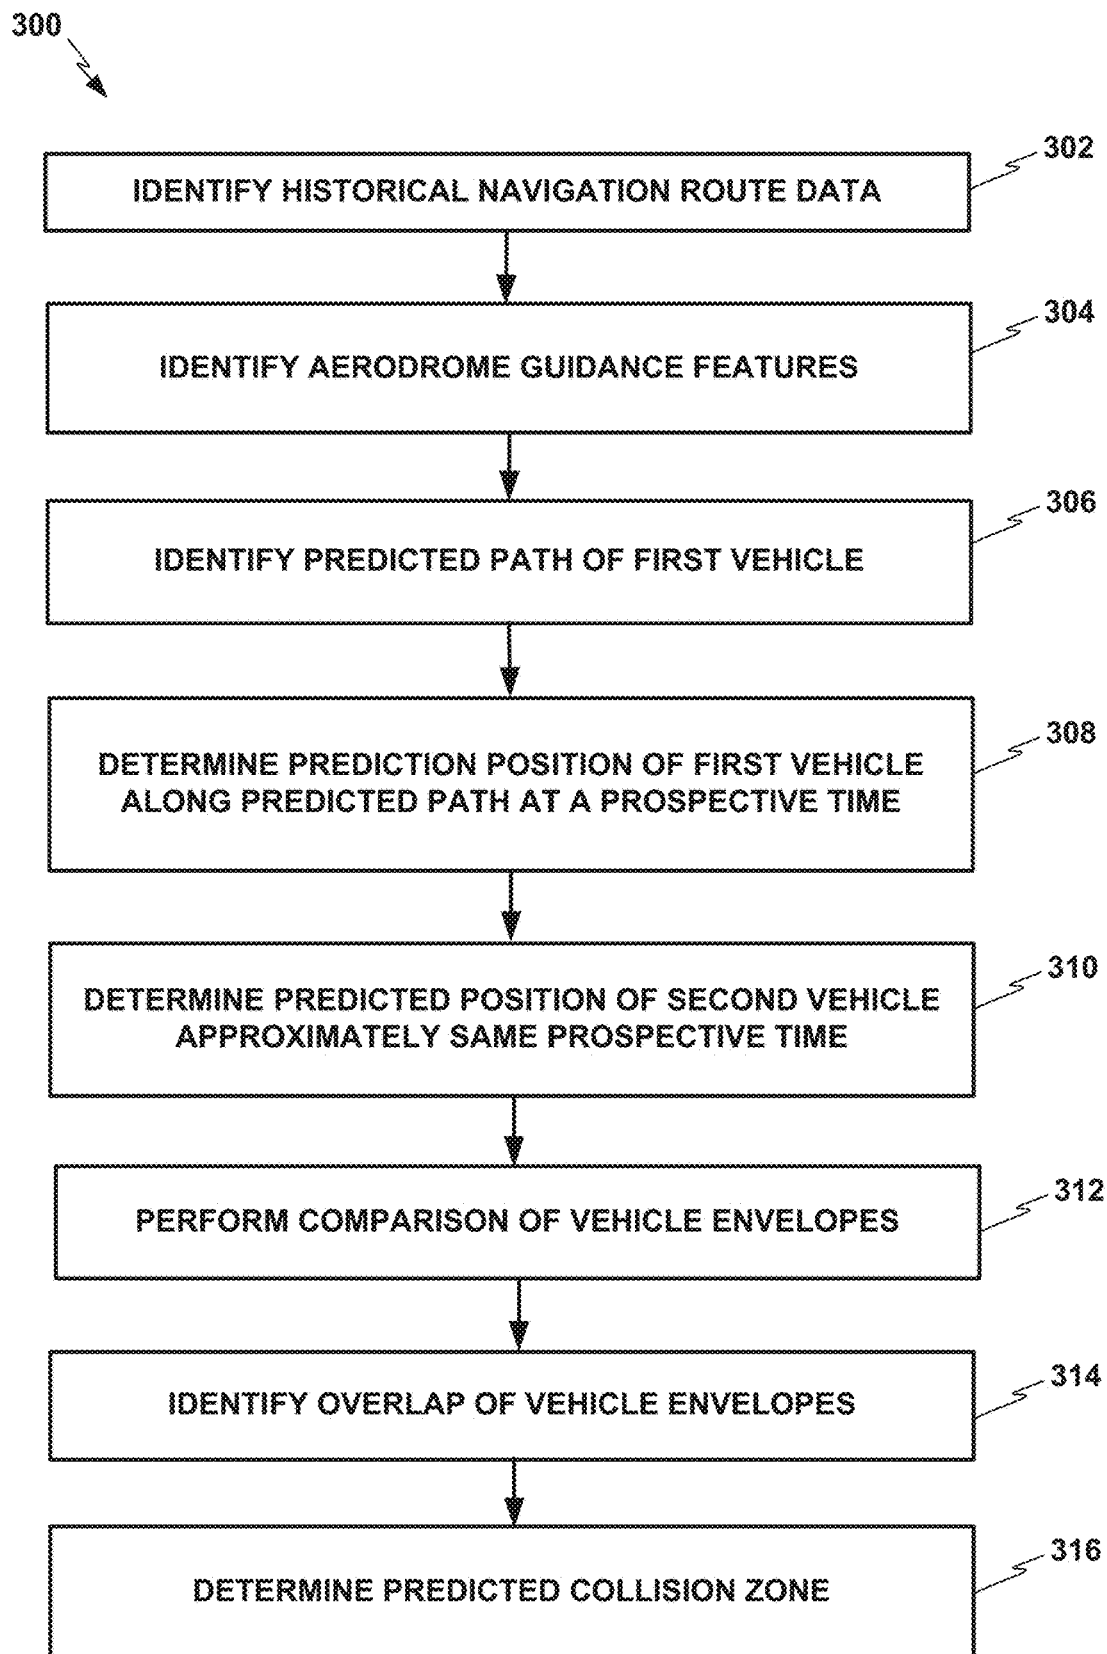 300
302
IDENTIFY HISTORICAL NAVIGATION ROUTE DATA
304
IDENTIFY AERODROME GUIDANCE FEATURES
306
IDENTIFY PREDICTED PATH OF FIRST VEHICLE
308
DETERMINE PREDICTION POSITION OF FIRST VEHICLE
ALONG PREDICTED PATH AT A PROSPECTIVE TIME
310
DETERMINE PREDICTED POSITION OF SECOND VEHICLE
APPROXIMATELY SAME PROSPECTIVE TIME
312
PERFORM COMPARISON OF VEHICLE ENVELOPES
314
IDENTIFY OVERLAP OF VEHICLE ENVELOPES
316
DETERMINE PREDICTED COLLISION ZONE